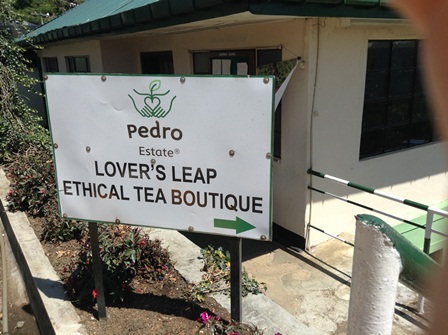 Pedro
Estate®
LOVER'S LEAP
ETHICAL TEA BOUTIQUE